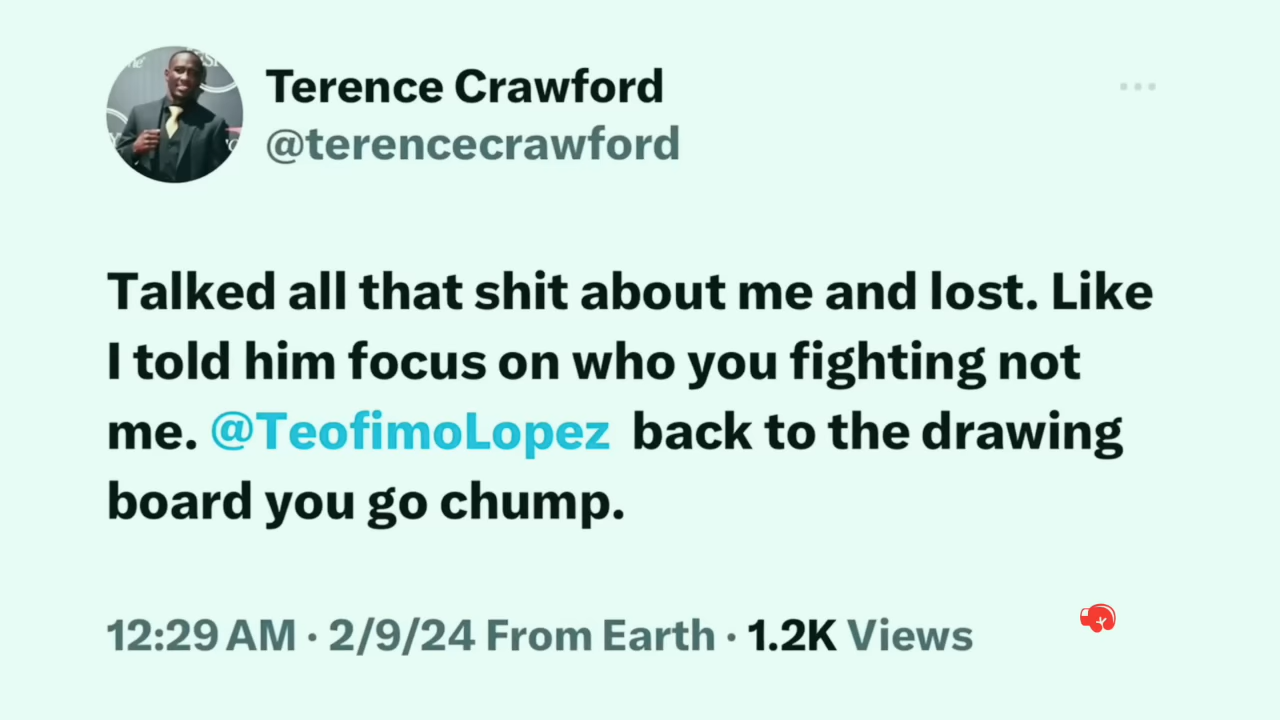 Terence Crawford
@terencecrawford
Talked all that shit about me and lost. Like
I told him focus on who you fighting not
me. @TeofimoLopez back to the drawing
board you go chump.
12:29 AM · 2/9/24 From Earth · 1.2K Views